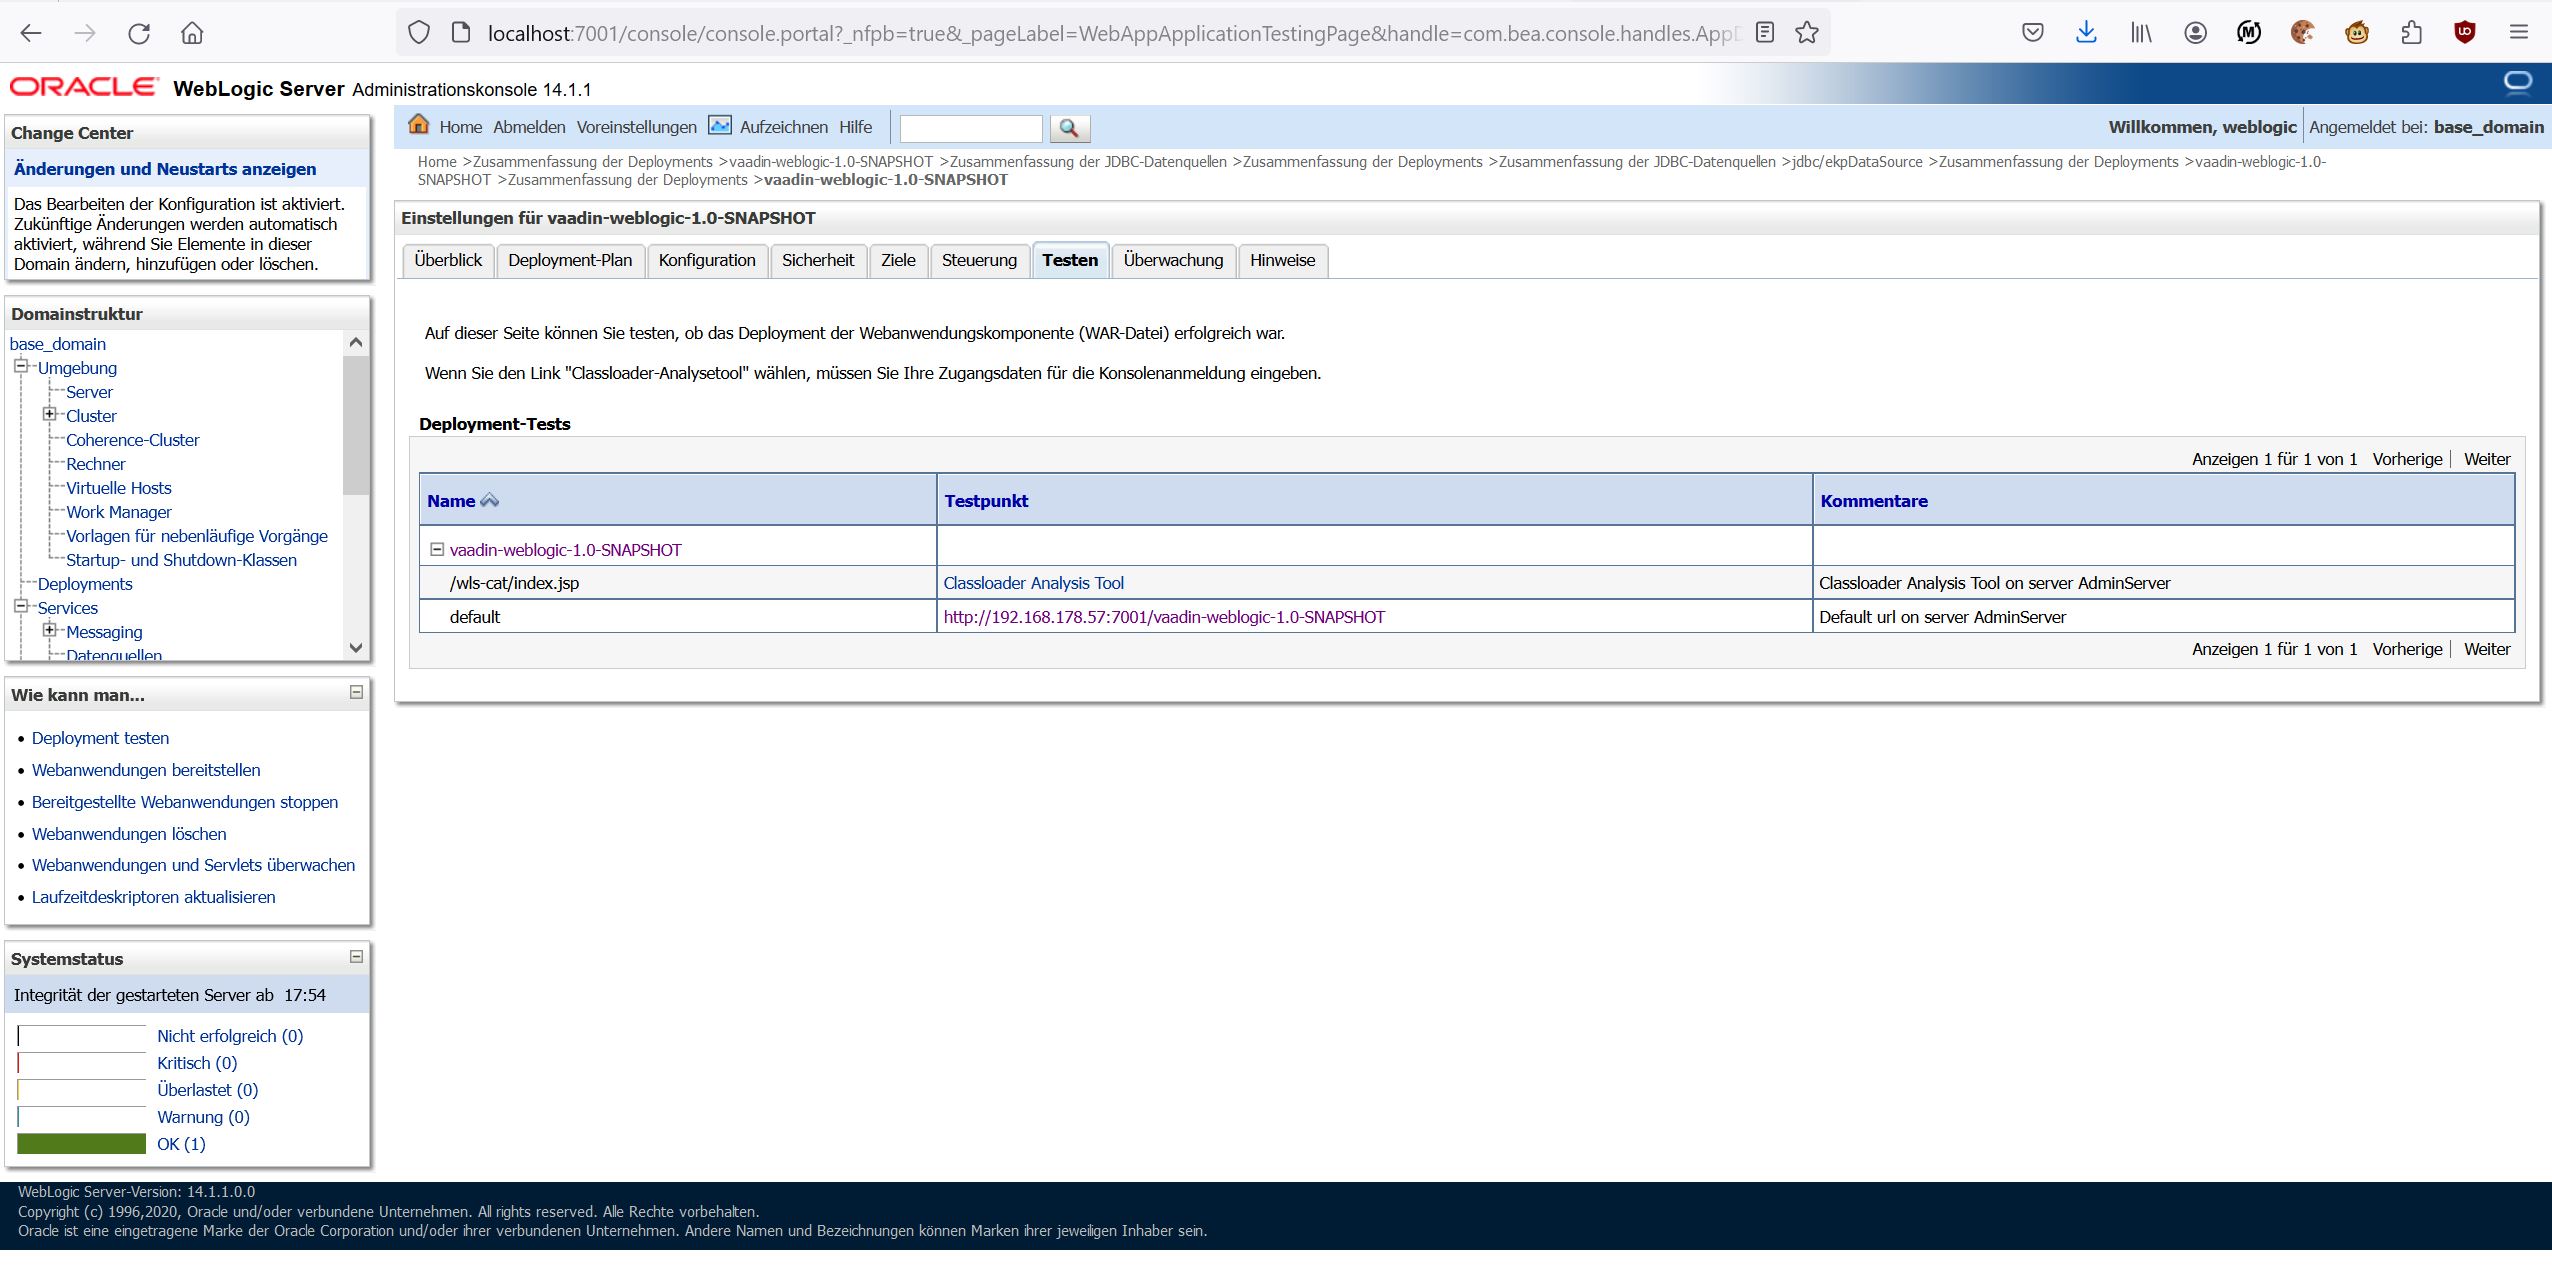 localhost:7001/console/console.portal?_nfpb=true&_pageLabel=WebAppApplicationTestingPage&handle=com.bea.console.handles.AppD
ORACLE WebLogic Server Administrationskonsole 14.1.1
Change Center
Änderungen und Neustarts anzeigen
Das Bearbeiten der Konfiguration ist aktiviert.
Zukünftige Änderungen werden automatisch
aktiviert, während Sie Elemente in dieser
Domain ändern, hinzufügen oder löschen.
Domainstruktur
base_domain
Umgebung
Server
Cluster
Coherence-Cluster
Rechner
Virtuelle Hosts
Work Manager
Vorlagen für nebenläufige Vorgänge
Startup- und Shutdown-Klassen
Deployments
Services
Messaging
Datenquellen
Wie kann man...
Deployment testen
Webanwendungen bereitstellen
Bereitgestellte Webanwendungen stoppen
Webanwendungen löschen
Webanwendungen und Servlets überwachen
Laufzeitdeskriptoren aktualisieren
Systemstatus
Integrität der gestarteten Server ab 17:54
Nicht erfolgreich (0)
Kritisch (0)
Überlastet (0)
Warnung (0)
OK (1)
Home Abmelden Voreinstellungen Aufzeichnen Hilfe
Willkommen, weblogic Angemeldet bei: base_domain
Home >Zusammenfassung der Deployments >vaadin-weblogic-1.0-SNAPSHOT >Zusammenfassung der JDBC-Datenquellen >Zusammenfassung der Deployments >Zusammenfassung der JDBC-Datenquellen >jdbc/ekpDataSource >Zusammenfassung der Deployments >vaadin-weblogic-1.0-
SNAPSHOT >Zusammenfassung der Deployments >vaadin-weblogic-1.0-SNAPSHOT
Einstellungen für vaadin-weblogic-1.0-SNAPSHOT
Überblick Deployment-Plan Konfiguration Sicherheit Ziele Steuerung Testen Überwachung Hinweise
Auf dieser Seite können Sie testen, ob das Deployment der Webanwendungskomponente (WAR-Datei) erfolgreich war.
Wenn Sie den Link "Classloader-Analysetool" wählen, müssen Sie Ihre Zugangsdaten für die Konsolenanmeldung eingeben.
Deployment-Tests
Anzeigen 1 für 1 von 1 Vorherige Weiter
Name Testpunkt Kommentare
vaadin-weblogic-1.0-SNAPSHOT
/wls-cat/index.jsp Classloader Analysis Tool Classloader Analysis Tool on server AdminServer
default http://192.168.178.57:7001/vaadin-weblogic-1.0-SNAPSHOT Default url on server AdminServer
Anzeigen 1 für 1 von 1 Vorherige Weiter
WebLogic Server-Version: 14.1.1.0.0
Copyright (c) 1996,2020, Oracle und/oder verbundene Unternehmen. All rights reserved. Alle Rechte vorbehalten.
Oracle ist eine eingetragene Marke der Oracle Corporation und/oder ihrer verbundenen Unternehmen. Andere Namen und Bezeichnungen können Marken ihrer jeweiligen Inhaber sein.